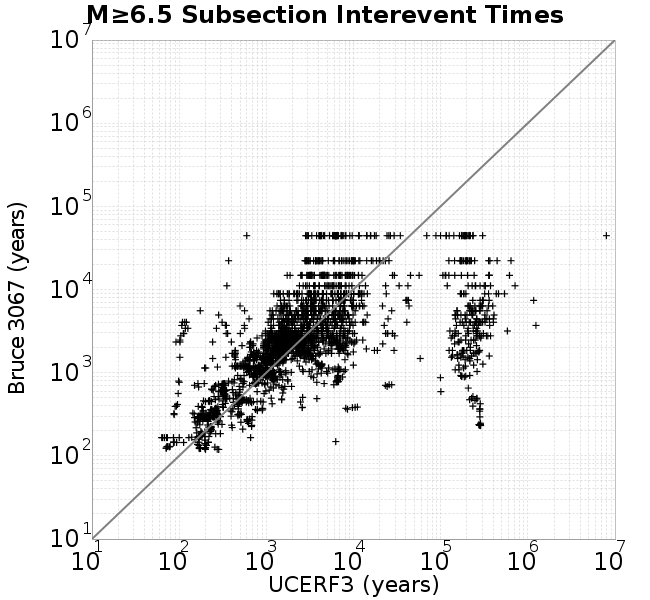 M≥6.5 Subsection Interevent Times
Bruce 3067 (years)
10^7
10^6
10^5
10^4
10^3
10^2
10^1
10^1 10^2 10^3 10^4 10^5 10^6 10^7
UCERF3 (years)